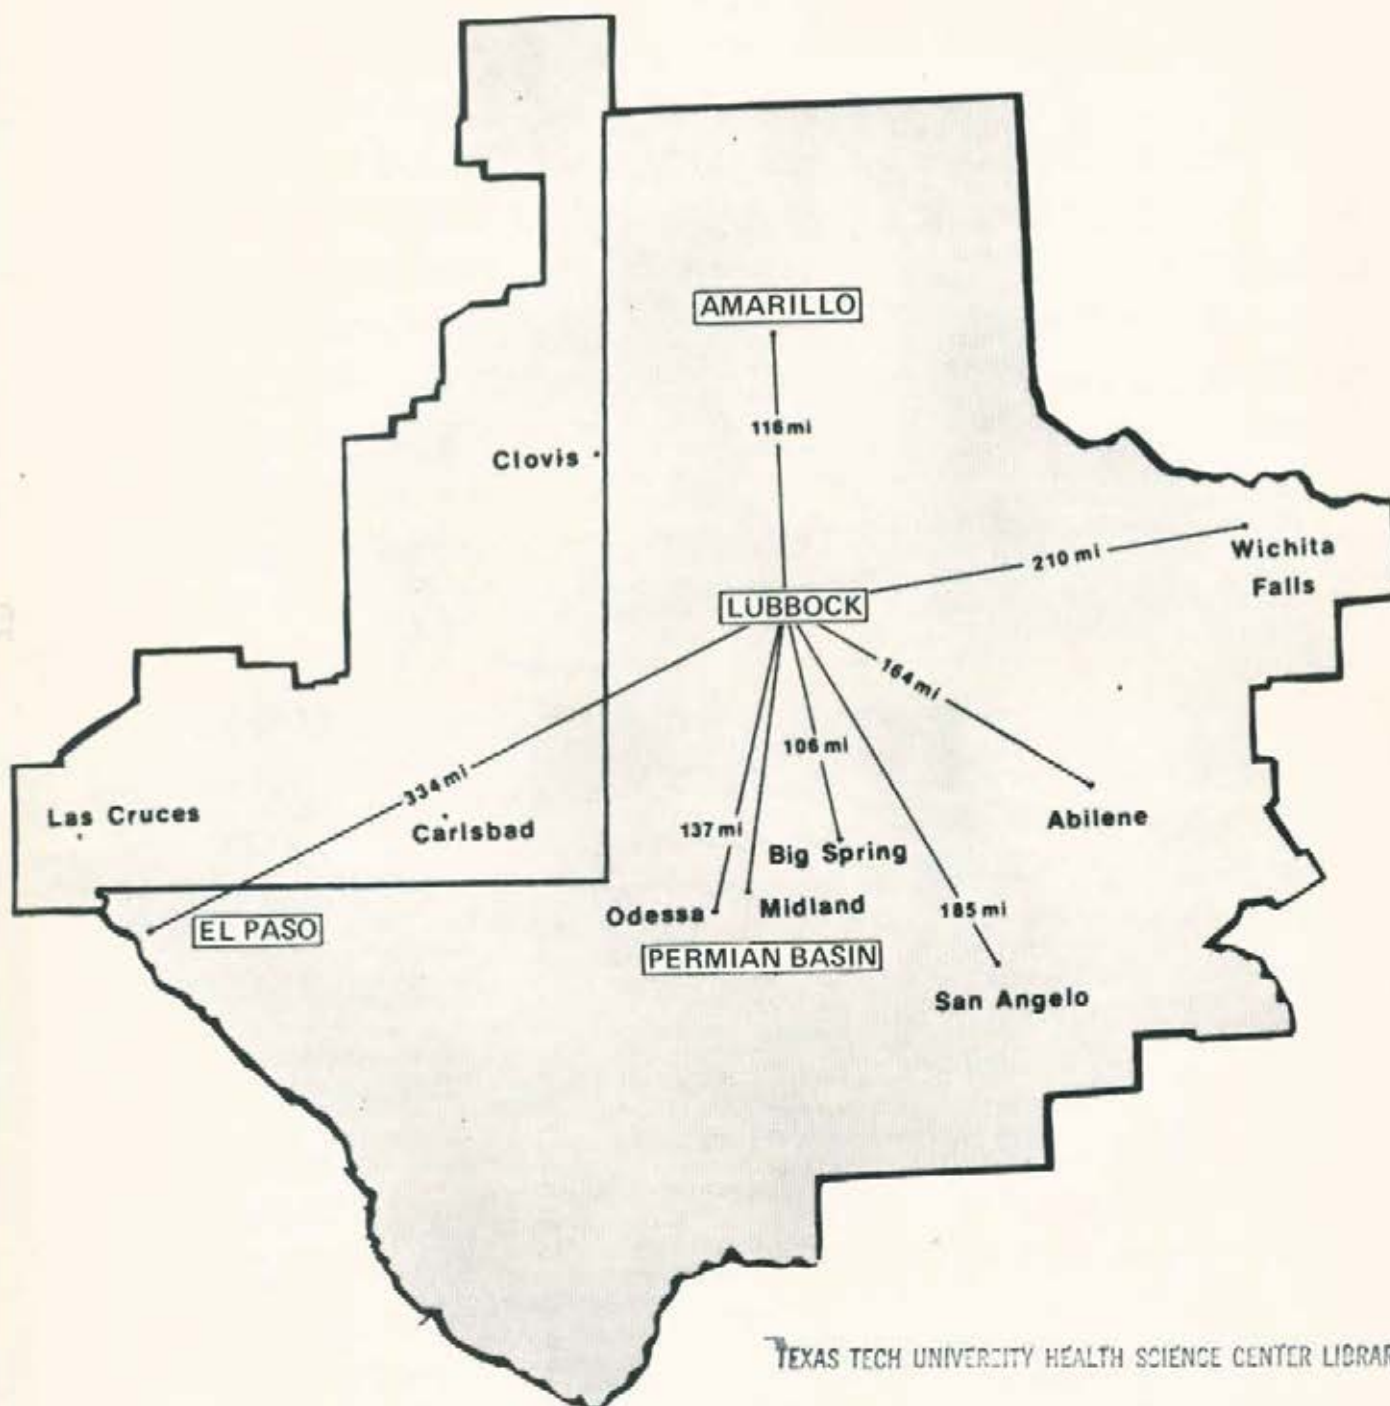 AMARILLO
116 mi
Clovis
210 mi
Wichita
Falls
LUBBOCK
164 mi
106 mi
334 mi
Las Cruces
Carlsbad
137 mi
Big Spring
Abilene
Odessa
Midland
185 mi
EL PASO
PERMIAN BASIN
San Angelo
TEXAS TECH UNIVERSITY HEALTH SCIENCE CENTER LIBRAR